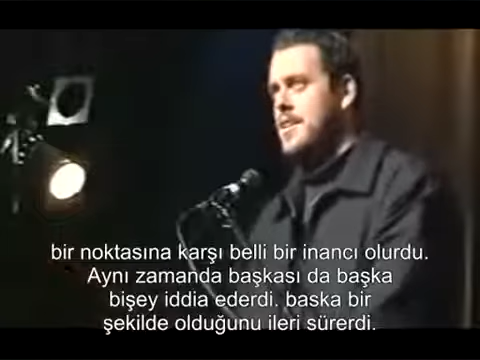 bir noktasına karşı belli bir inancı olurdu.
Aynı zamanda başkası da başka
bişey iddia ederdi. baska bir
şekilde olduğunu ileri sürerdi.